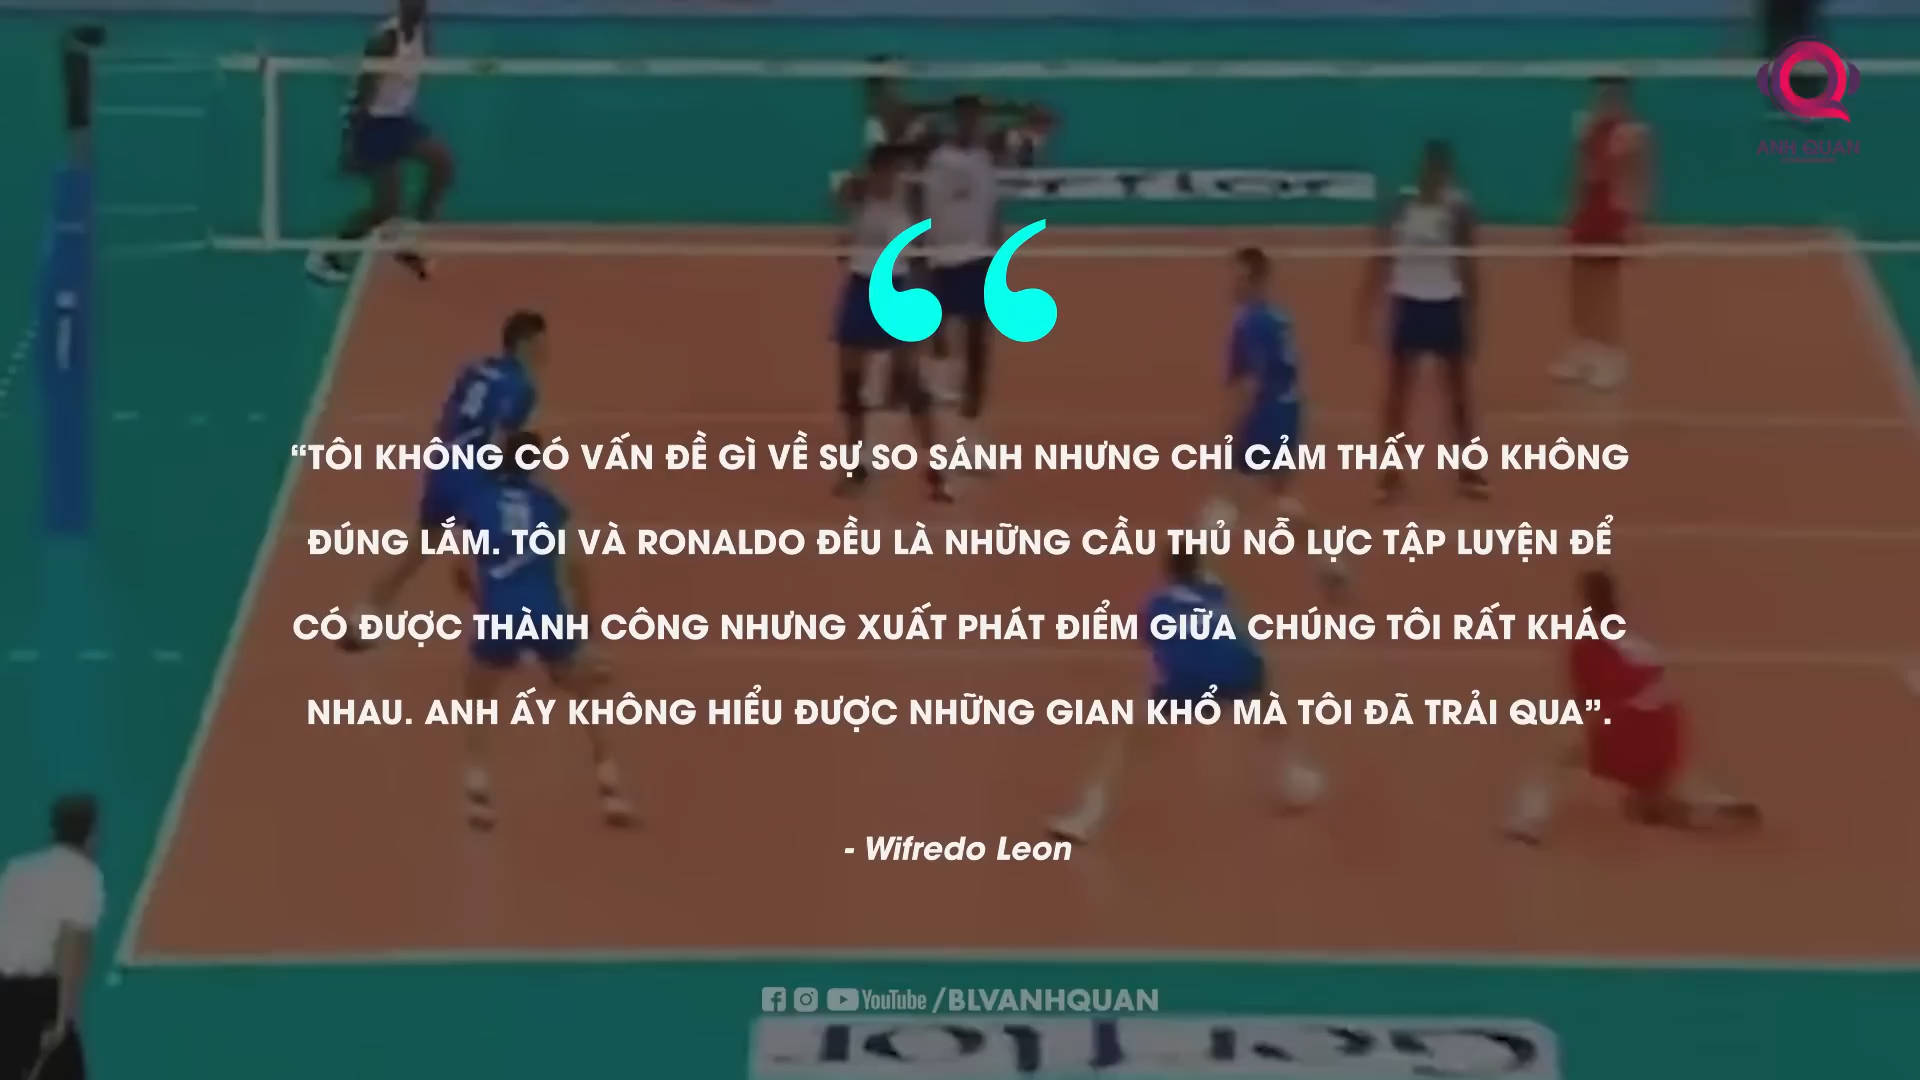 ANH QUAN
“TÔI KHÔNG CÓ VẤN ĐỀ GÌ VỀ SỰ SO SÁNH NHƯNG CHỈ CẢM THẤY NÓ KHÔNG
ĐÚNG LẮM. TÔI VÀ RONALDO ĐỀU LÀ NHỮNG CẦU THỦ NỖ LỰC TẬP LUYỆN ĐỂ
CÓ ĐƯỢC THÀNH CÔNG NHƯNG XUẤT PHÁT ĐIỂM GIỮA CHÚNG TÔI RẤT KHÁC
NHAU. ANH ẤY KHÔNG HIỂU ĐƯỢC NHỮNG GIAN KHỔ MÀ TÔI ĐÃ TRẢI QUA”.
- Wifredo Leon
YouTube /BLVANHQUAN